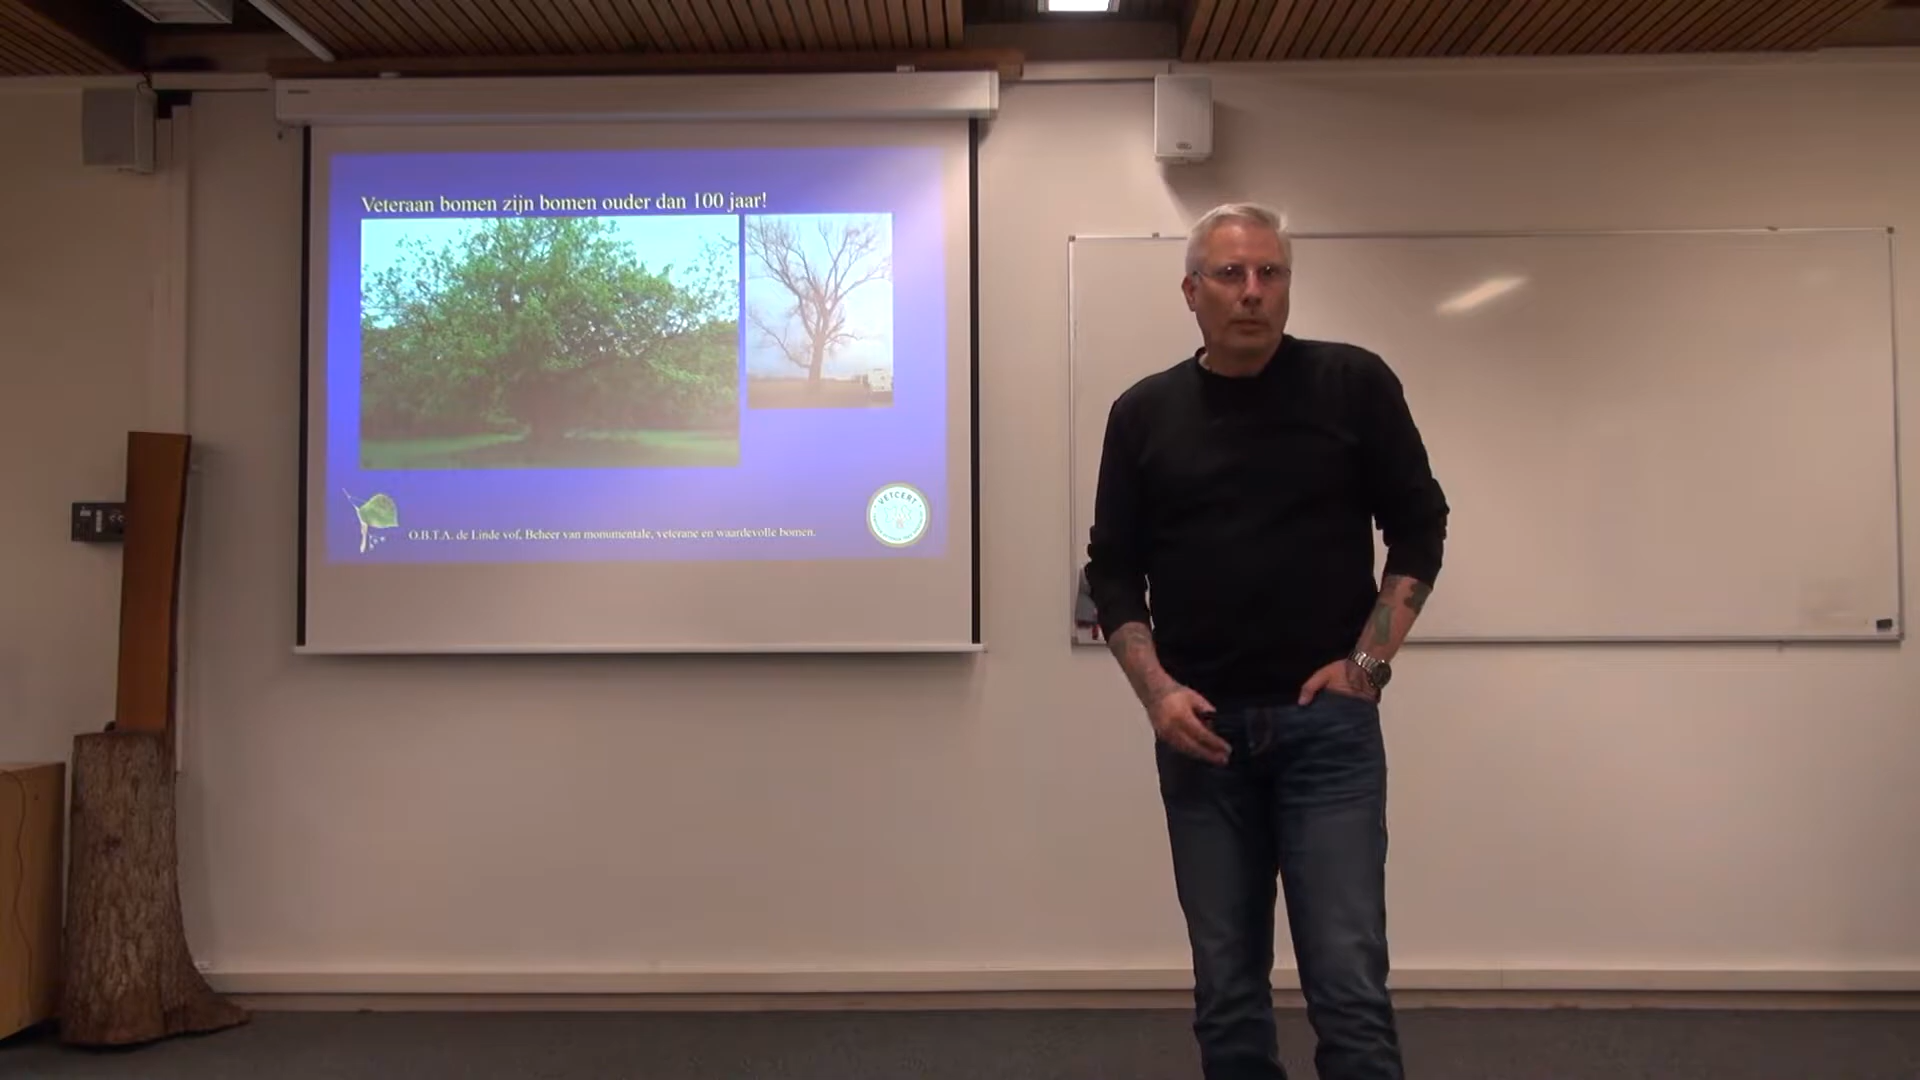 Veteraan bomen zijn bomen ouder dan 100 jaar!
O.B.T.A. de Linde vof, Beheer van monumentale, veterane en waardevolle bomen.
VETCERT